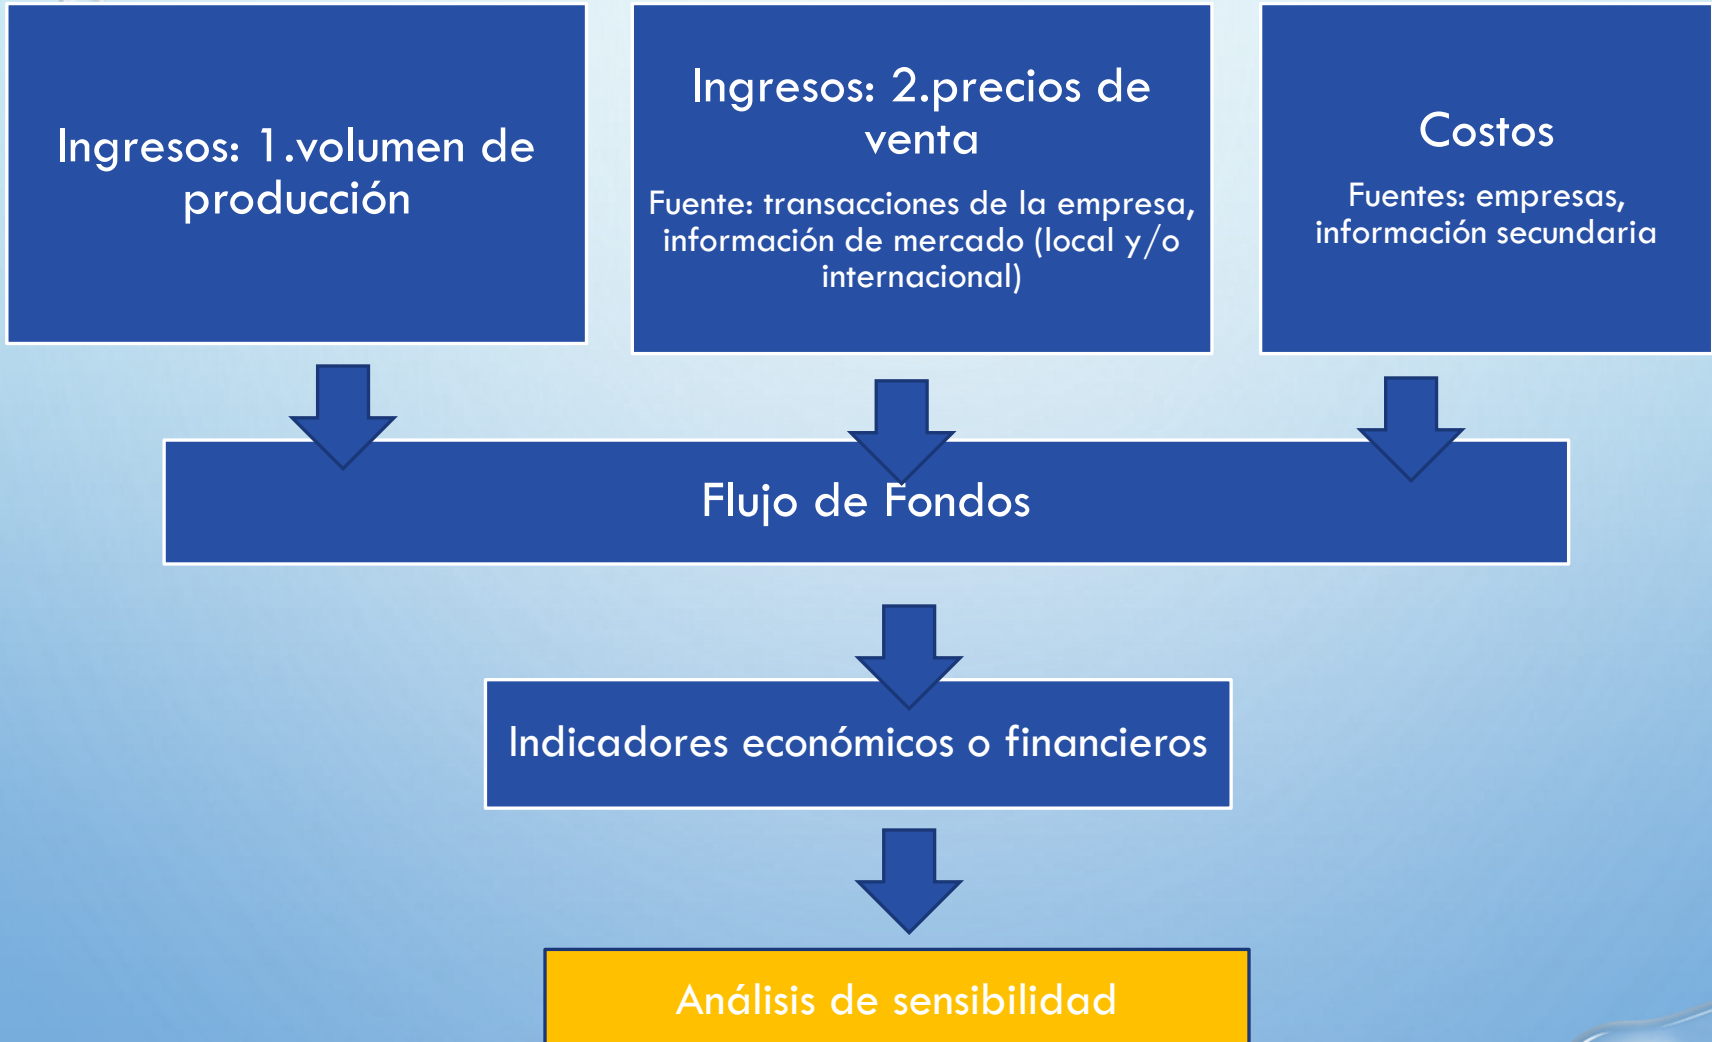 Ingresos: 1.volumen de
producción
Ingresos: 2.precios de
venta
Fuente: transacciones de la empresa,
información de mercado (local y/o
internacional)
Costos
Fuentes: empresas,
información secundaria
Flujo de Fondos
Indicadores económicos o financieros
Análisis de sensibilidad